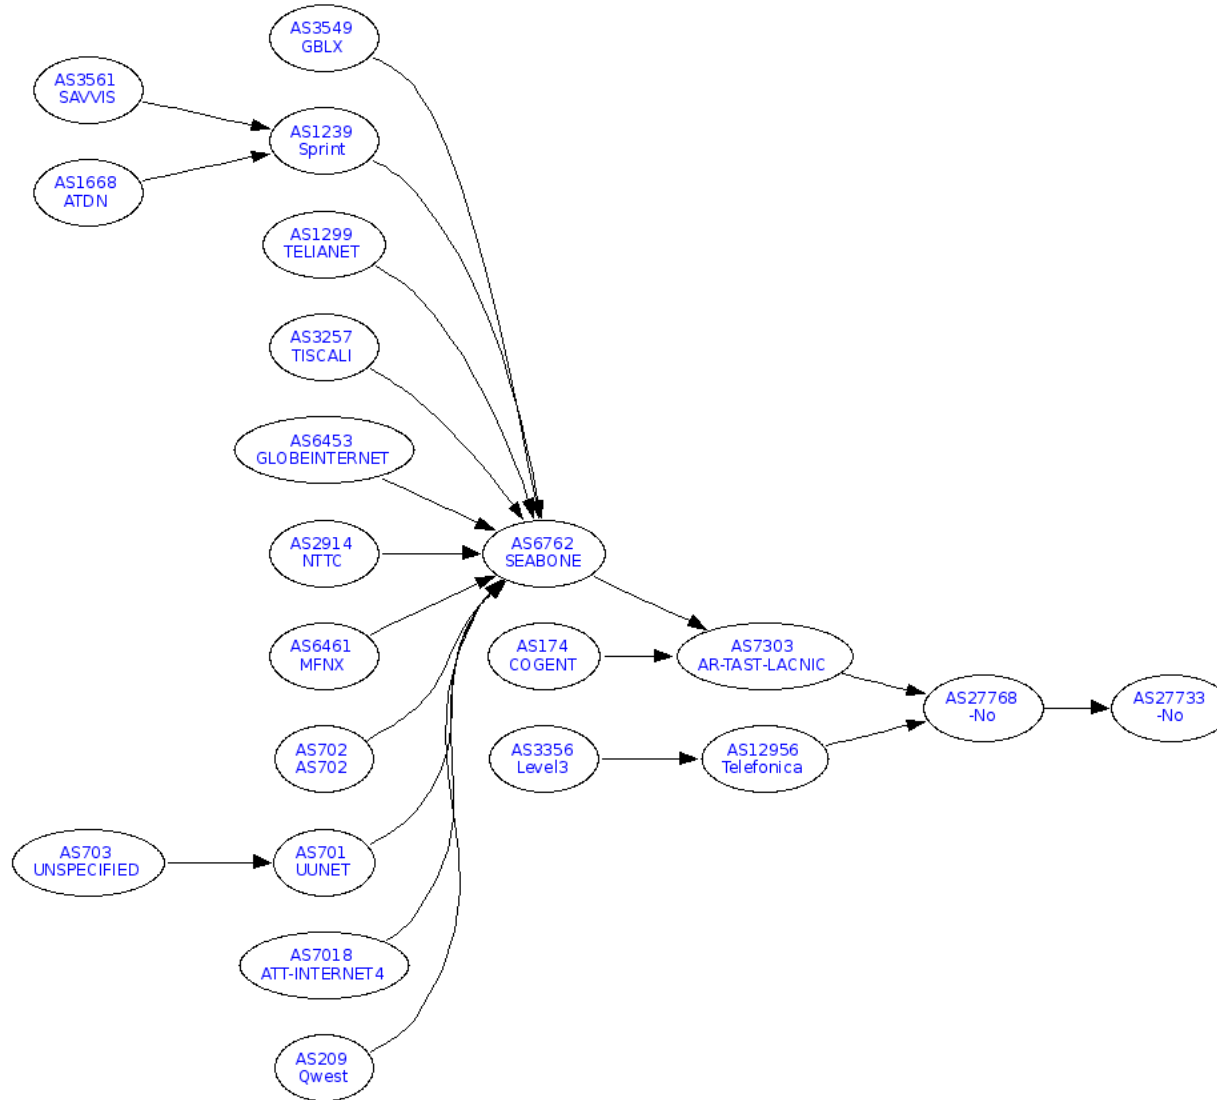 AS3549
GBLX
AS3561
SAVVIS
AS1239
Sprint
AS1668
ATDN
AS1299
TELIANET
AS3257
TISCALI
AS6453
GLOBEINTERNET
AS2914
NTTC
AS6762
SEABONE
AS6461
MFNX
AS174
COGENT
AS7303
AR-TAST-LACNIC
AS27768
-No
AS27733
-No
AS702
AS702
AS3356
Level3
AS12956
Telefonica
AS703
UNSPECIFIED
AS701
UUNET
AS7018
ATT-INTERNET4
AS209
Qwest